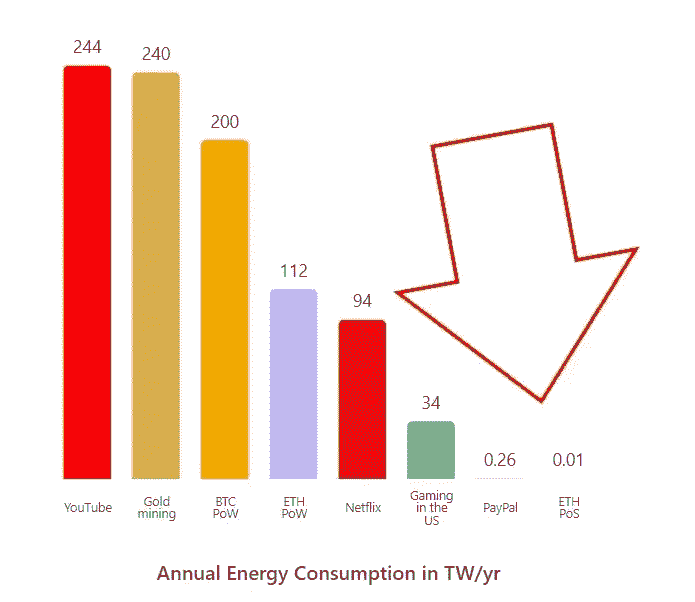 244
240
200
112
94
34
0.26
0.01
YouTube
Gold
mining
BTC
PoW
ETH
PoW
Netflix
Gaming
in the
US
PayPal
ETH
PoS
Annual Energy Consumption in TW/yr